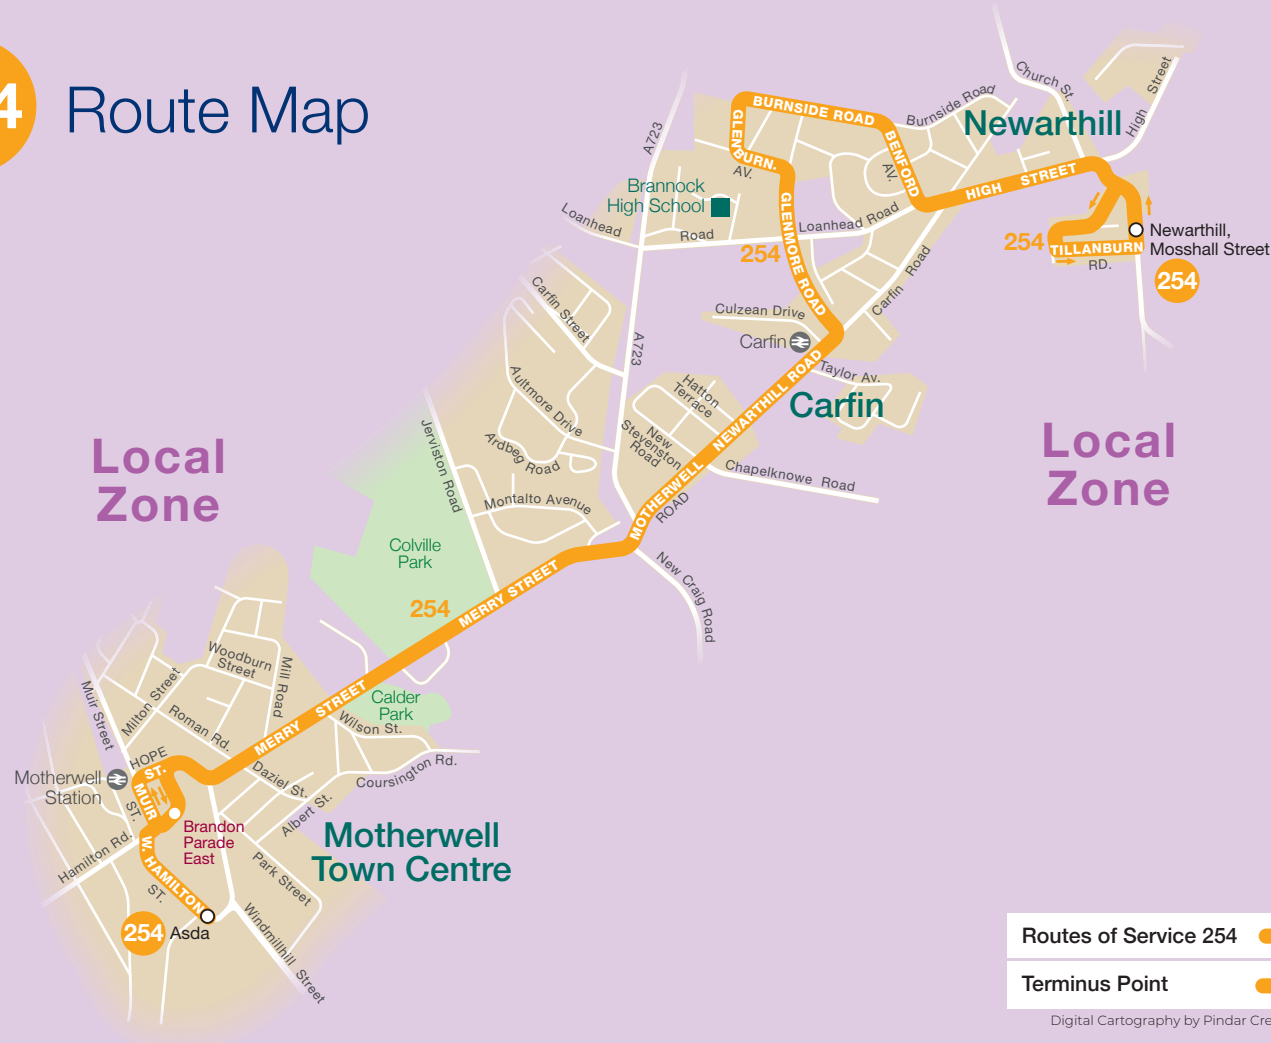 4
Route Map
Church St.
High Street
Newarthill
Burnside Road
BURNSIDE ROAD
GLEN
BURN.
AV.
BENFORD
AV.
HIGH STREET
A723
Brannock
High School
Loanhead
Road
Loanhead Road
254
GLENMORE ROAD
254
TILLANBURN
RD.
Newarthill,
Mosshall Street
254
Carfin Road
Culzean Drive
Carfin
Taylor Av.
Carfin
Carfin Street
A723
Aultmore Drive
Ardbeg Road
Montalto Avenue
Jerviston Road
Hatton
Terrace
New
Stevenston
Road
NEWARTHILL ROAD
MOTHERWELL
ROAD
Chapelknowe Road
New Craig Road
Local
Zone
Local
Zone
Colville
Park
254
MERRY STREET
Calder
Park
MERRY STREET
Wilson St.
Coursington Rd.
Woodburn
Street
Mill Road
Milton Street
Muir Street
Roman Rd.
Daziel St.
Albert St.
HOPE
ST.
MUIR
ST.
Motherwell
Station
Hamilton Rd.
Brandon
Parade
East
W. HAMILTON
ST.
Park Street
Windmillhill Street
Motherwell
Town Centre
254
Asda
Routes of Service 254
Terminus Point
Digital Cartography by Pindar Cre